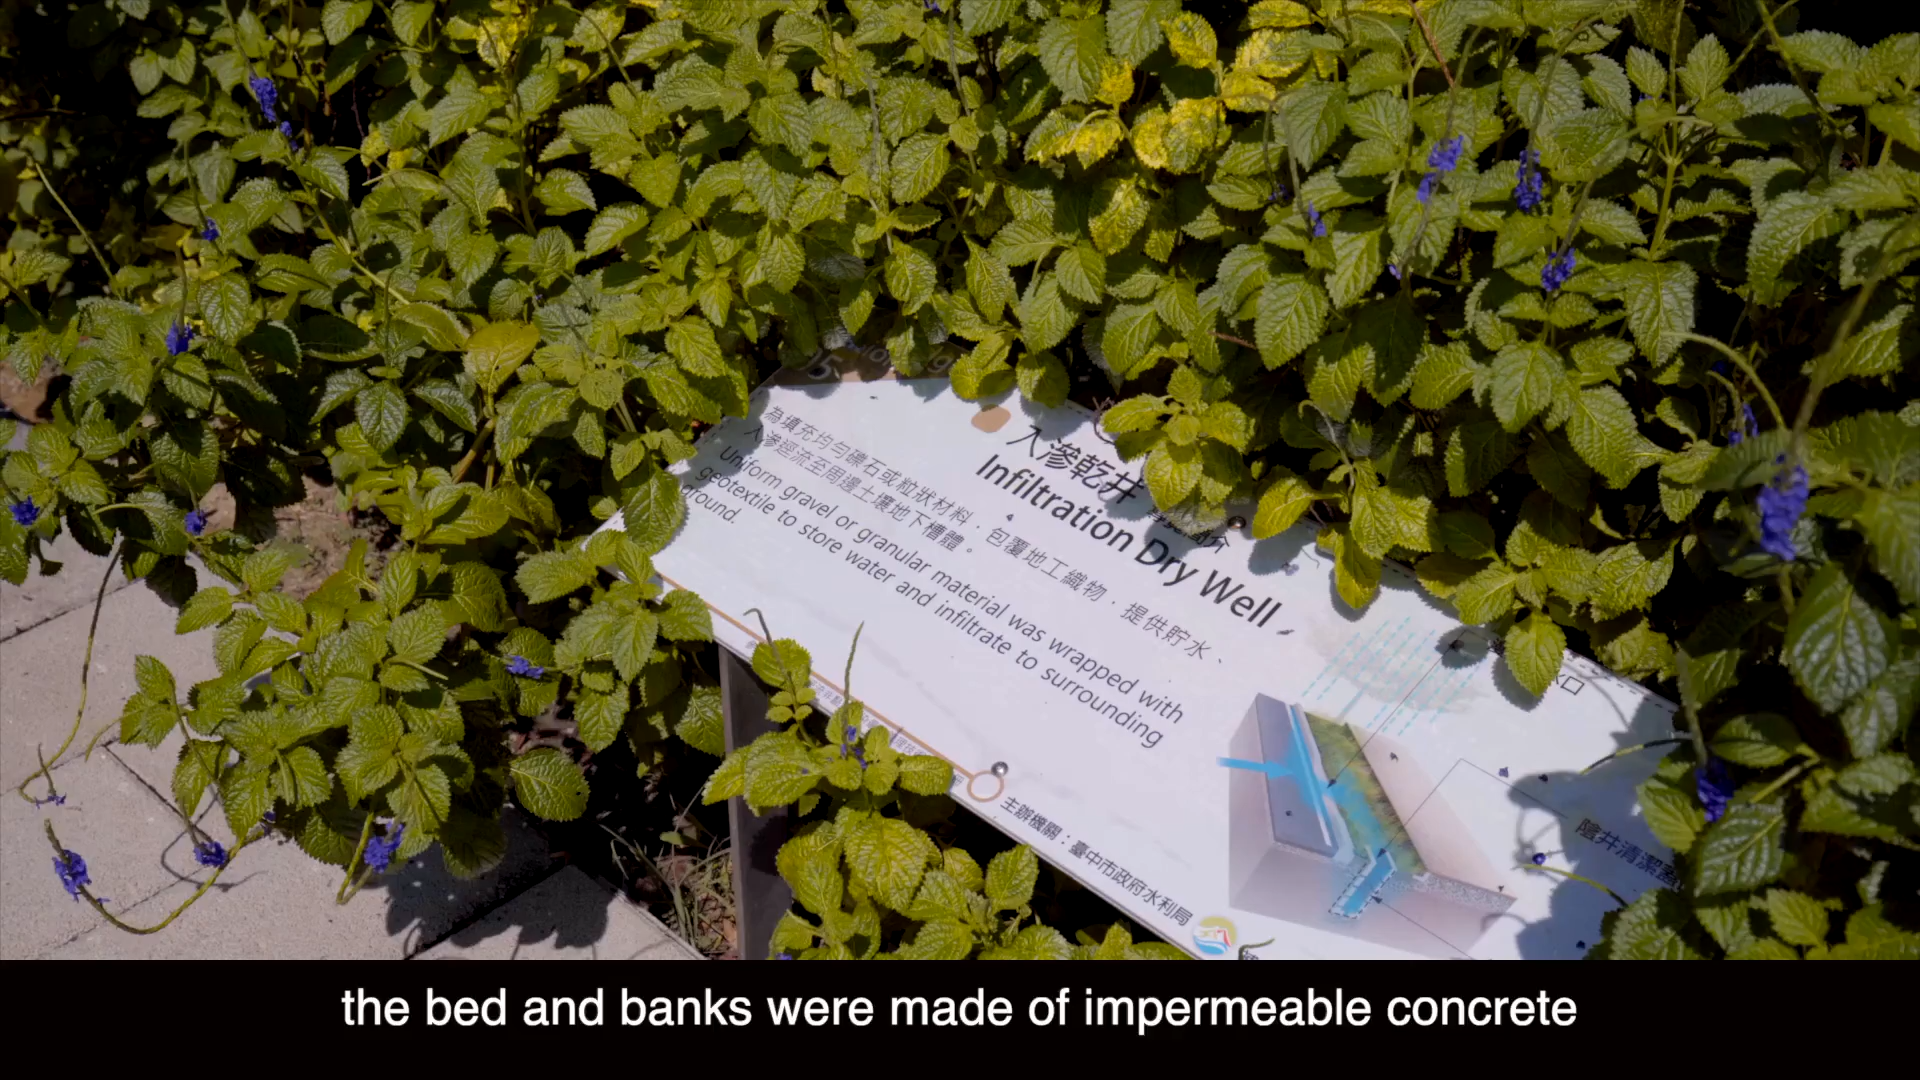 入滲乾井
Infiltration Dry Well
為填充均勻礫石或粒狀材料，包覆地工織物，提供貯水、
入滲逕流至周邊土壤地下槽體。
Uniform gravel or granular material was wrapped with
geotextile to store water and infiltrate to surrounding
ground.
主辦機關：臺中市政府水利局
陰井清潔
the bed and banks were made of impermeable concrete